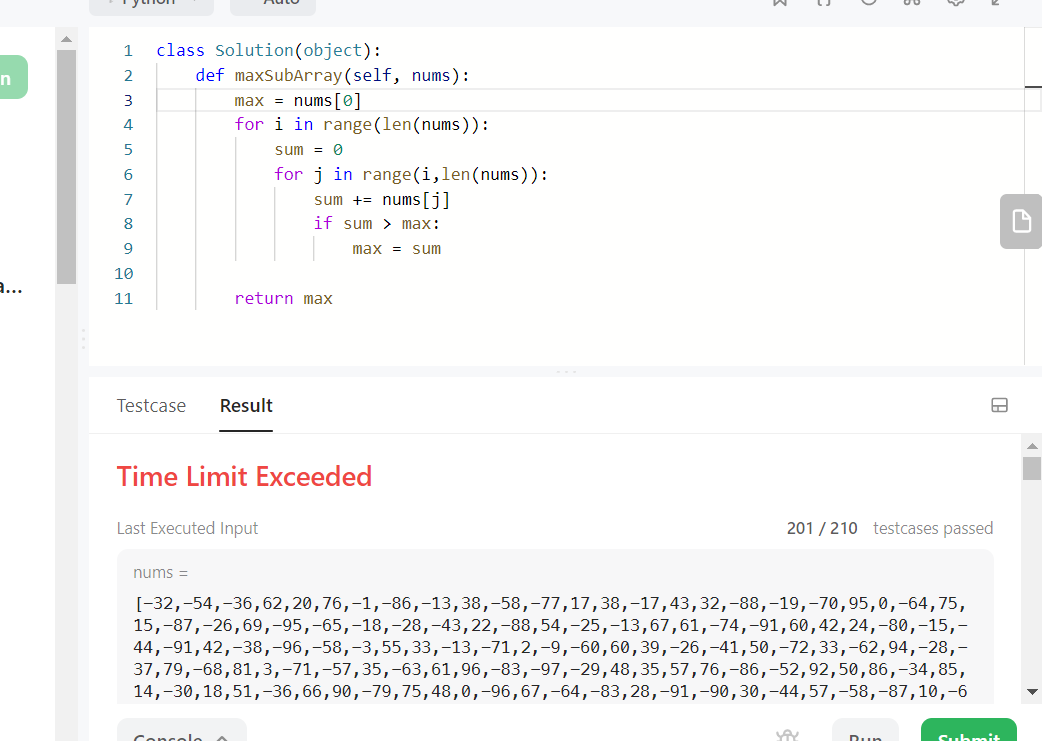 Python
Auto
n
a...
1 class Solution(object):
2 def maxSubArray(self, nums):
3 max = nums[0]
4 for i in range(len(nums)):
5 sum = 0
6 for j in range(i,len(nums)):
7 sum += nums[j]
8 if sum > max:
9 max = sum
10
11 return max
Testcase Result
Time Limit Exceeded
Last Executed Input 201 / 210 testcases passed
nums =
[−32,−54,−36,62,20,76,−1,−86,−13,38,−58,−77,17,38,−17,43,32,−88,−19,−70,95,0,−64,75,
15,−87,−26,69,−95,−65,−18,−28,−43,22,−88,54,−25,−13,67,61,−74,−91,60,42,24,−80,−15,−
44,−91,42,−38,−96,−58,−3,55,33,−13,−71,2,−9,−60,60,39,−26,−41,50,−72,33,−62,94,−28,−
37,79,−68,81,3,−71,−57,35,−63,61,96,−83,−97,−29,48,35,57,76,−86,−52,92,50,86,−34,85,
14,−30,18,51,−36,66,90,−79,75,48,0,−96,67,−64,−83,28,−91,−90,30,−44,57,−58,−87,10,−6
Console Run Submit